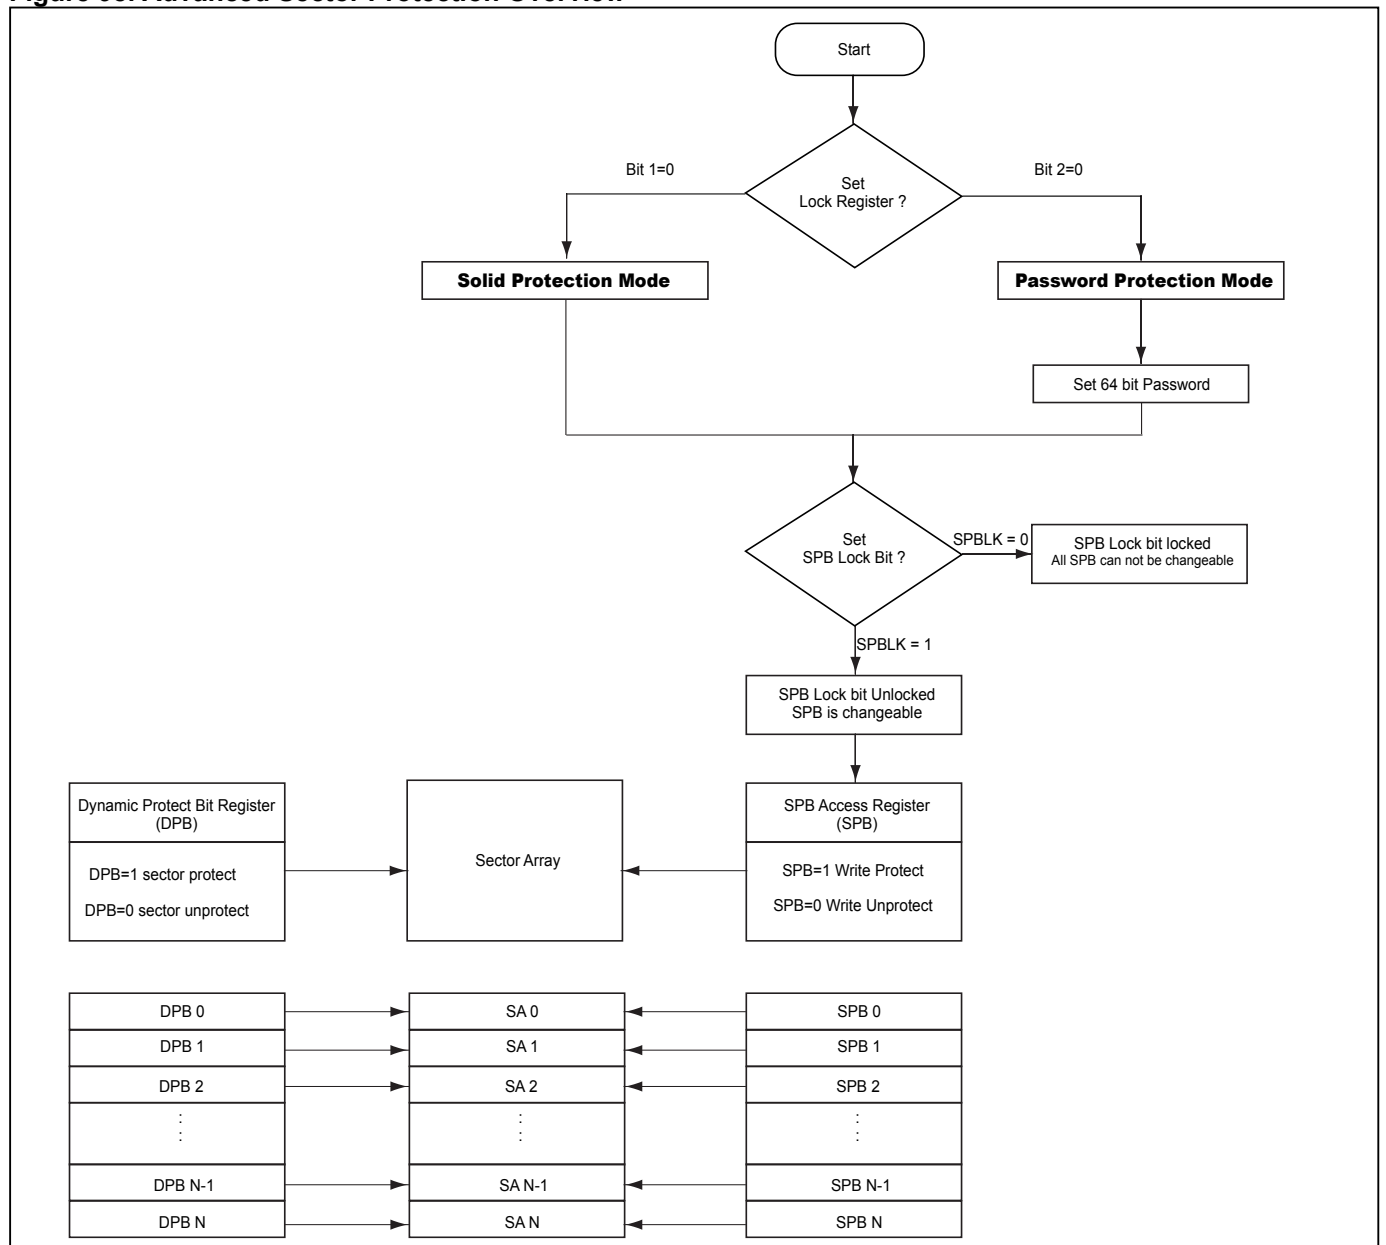 Start
Bit 1=0
Bit 2=0
Set
Lock Register ?
Solid Protection Mode
Password Protection Mode
Set 64 bit Password
Set
SPB Lock Bit ?
SPBLK = 0
SPB Lock bit locked
All SPB can not be changeable
SPBLK = 1
SPB Lock bit Unlocked
SPB is changeable
Dynamic Protect Bit Register
(DPB)
DPB=1 sector protect
DPB=0 sector unprotect
Sector Array
SPB Access Register
(SPB)
SPB=1 Write Protect
SPB=0 Write Unprotect
DPB 0
SA 0
SPB 0
DPB 1
SA 1
SPB 1
DPB 2
SA 2
SPB 2
DPB N-1
SA N-1
SPB N-1
DPB N
SA N
SPB N